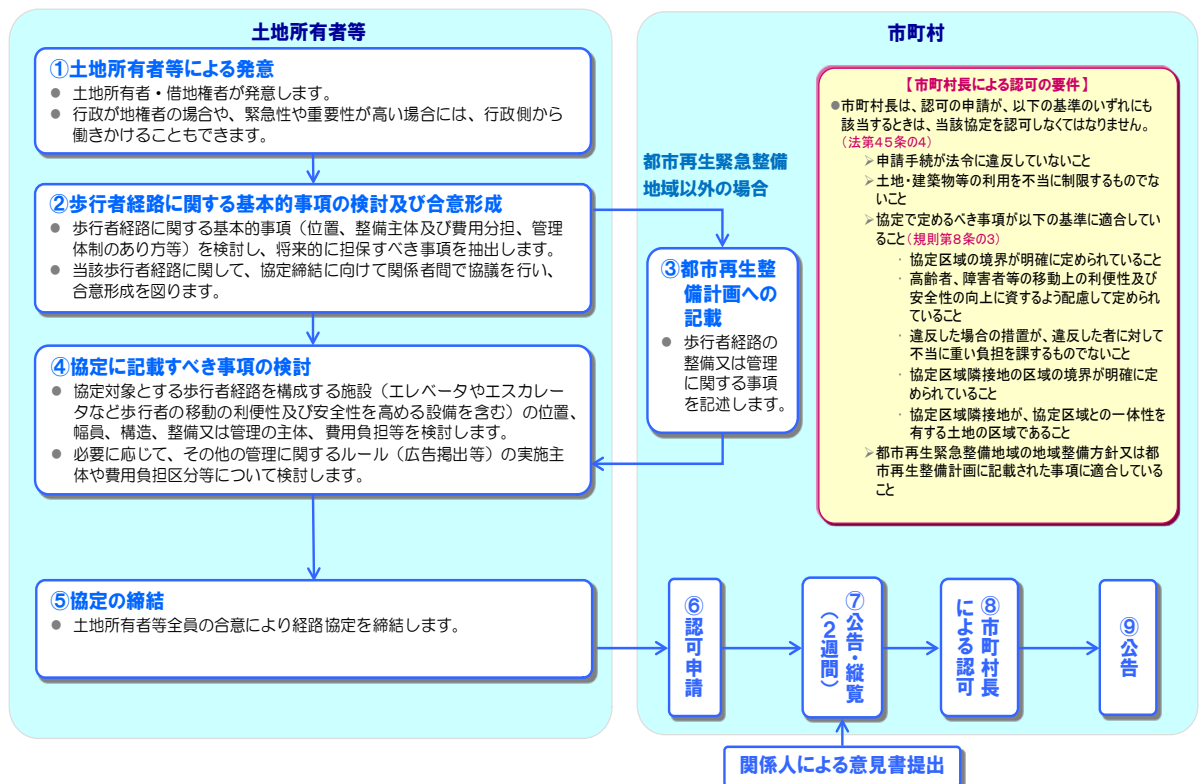 土地所有者等
①土地所有者等による発意
● 土地所有者・借地権者が発意します。
● 行政が地権者の場合や、緊急性や重要性が高い場合には、行政側から
働きかけることもできます。
②歩行者経路に関する基本的事項の検討及び合意形成
● 歩行者経路に関する基本的事項（位置、整備主体及び費用分担、管理
体制のあり方等）を検討し、将来的に担保すべき事項を抽出します。
● 当該歩行者経路に関して、協定締結に向けて関係者間で協議を行い、
合意形成を図ります。
④協定に記載すべき事項の検討
● 協定対象とする歩行者経路を構成する施設（エレベータやエスカレー
タなど歩行者の移動の利便性及び安全性を高める設備を含む）の位置、
幅員、構造、整備又は管理の主体、費用負担等を検討します。
● 必要に応じて、その他の管理に関するルール（広告掲出等）の実施主
体や費用負担区分等について検討します。
⑤協定の締結
● 土地所有者等全員の合意により経路協定を締結します。
市町村
都市再生緊急整備
地域以外の場合
③都市再生整
備計画への
記載
● 歩行者経路の
整備又は管理
に関する事項
を記述します。
【市町村長による認可の要件】
●市町村長は、認可の申請が、以下の基準のいずれにも
該当するときは、当該協定を認可しなくてはなりません。
（法第45条の4）
➢申請手続が法令に違反していないこと
➢土地・建築物等の利用を不当に制限するものでな
いこと
➢協定で定めるべき事項が以下の基準に適合してい
ること（規則第8条の3）
· 協定区域の境界が明確に定められていること
· 高齢者、障害者等の移動上の利便性及び
安全性の向上に資するよう配慮して定められ
ていること
· 違反した場合の措置が、違反した者に対して
不当に重い負担を課するものでないこと
· 協定区域隣接地の区域の境界が明確に定
められていること
· 協定区域隣接地が、協定区域との一体性を
有する土地の区域であること
➢都市再生緊急整備地域の地域整備方針又は都
市再生整備計画に記載された事項に適合している
こと
⑥認可申請
⑦公告・縦覧
（2週間）
⑧市町村長
による認可
⑨公告
関係人による意見書提出